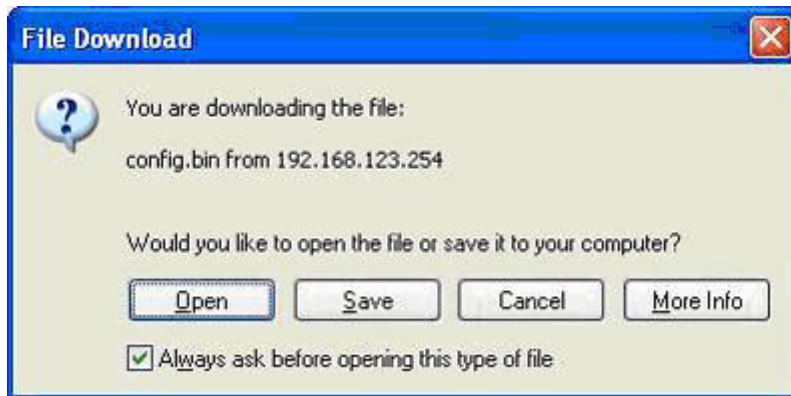 File Download
You are downloading the file:
config.bin from 192.168.123.254
Would you like to open the file or save it to your computer?
Open Save Cancel More Info
Always ask before opening this type of file